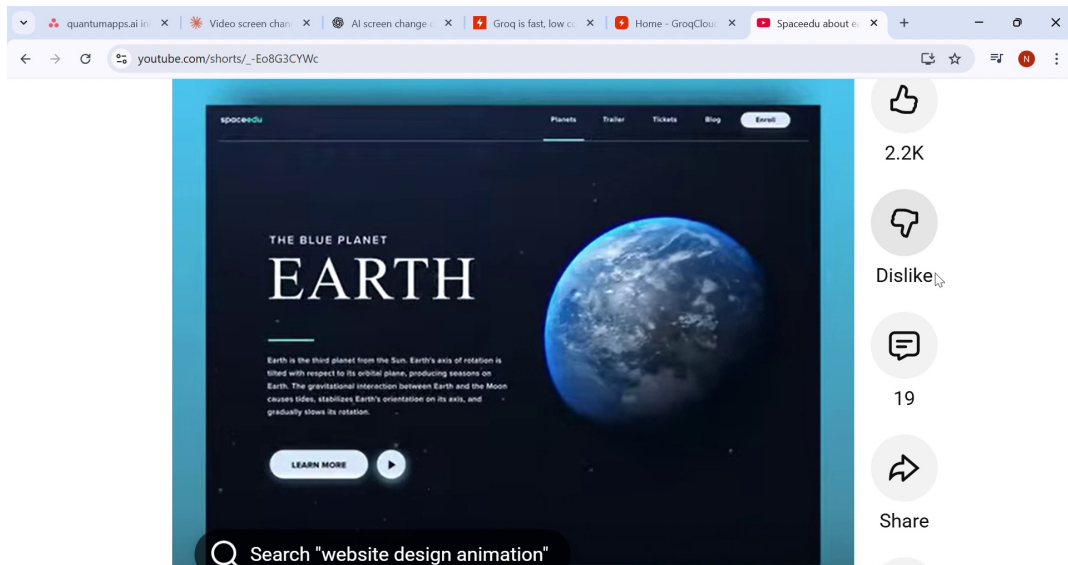 quantumapps.ai in
Video screen chan
AI screen change d
Groq is fast, low co
Home - GroqCloud
Spaceedu about ea
youtube.com/shorts/_-Eo8G3CYWc
N
spaceedu
Planets
Trailer
Tickets
Blog
Enroll
2.2K
THE BLUE PLANET
EARTH
Dislike
Earth is the third planet from the Sun. Earth's axis of rotation is
tilted with respect to its orbital plane, producing seasons on
Earth. The gravitational interaction between Earth and the Moon
causes tides, stabilizes Earth's orientation on its axis, and
gradually slows its rotation.
19
LEARN MORE
Share
Search "website design animation"